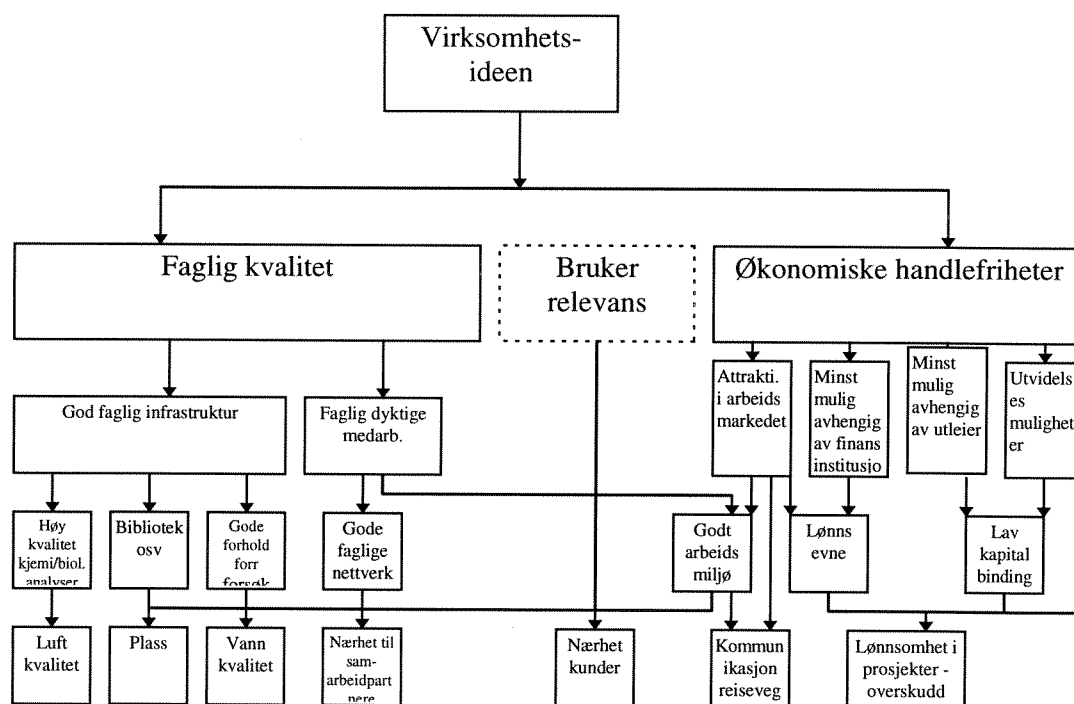 Virksomhets-
ideen
Faglig kvalitet
Bruker
relevans
Økonomiske handlefriheter
God faglig infrastruktur
Faglig dyktige
medarb.
Attrakti.
i arbeids
markedet
Minst
mulig
avhengig
av finans
institusjo
Minst
mulig
avhengig
av utleier
Utvidels
es
mulighet
er
Høy
kvalitet
kjemi/biol.
analyser
Bibliotek
osv
Gode
forhold
forr
forsøk
Gode
faglige
nettverk
Godt
arbeids
miljø
Lønns
evne
Lav
kapital
binding
Luft
kvalitet
Plass
Vann
kvalitet
Nærhet til
sam-
arbeidpart
nere
Nærhet
kunder
Kommun
ikasjon
reiseveg
Lønnsomhet i
prosjekter -
overskudd